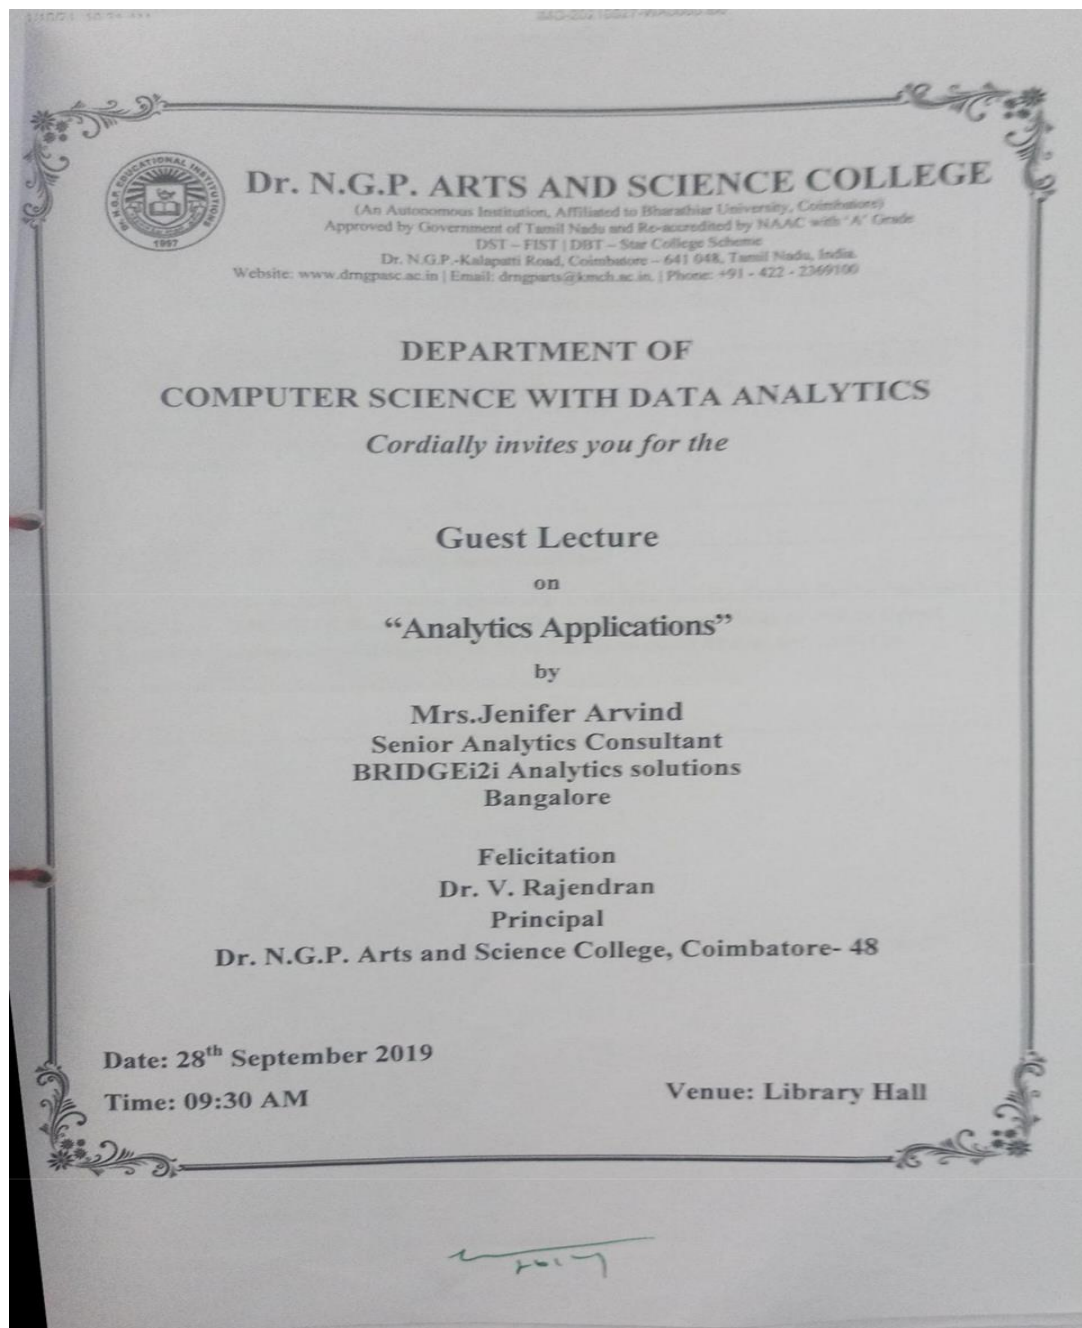 Dr. N.G.P. EDUCATIONAL INSTITUTIONS
1997
Dr. N.G.P. ARTS AND SCIENCE COLLEGE
(An Autonomous Institution, Affiliated to Bharathiar University, Coimbatore)
Approved by Government of Tamil Nadu and Re-accredited by NAAC with 'A' Grade
DST – FIST | DBT – Star College Scheme
Dr. N.G.P.-Kalapatti Road, Coimbatore – 641 048, Tamil Nadu, India.
Website: www.drngpasc.ac.in | Email: drngparts@kmch.ac.in. | Phone: +91 - 422 - 2369100
DEPARTMENT OF
COMPUTER SCIENCE WITH DATA ANALYTICS
Cordially invites you for the
Guest Lecture
on
“Analytics Applications”
by
Mrs.Jenifer Arvind
Senior Analytics Consultant
BRIDGEi2i Analytics solutions
Bangalore
Felicitation
Dr. V. Rajendran
Principal
Dr. N.G.P. Arts and Science College, Coimbatore- 48
Date: 28th September 2019
Time: 09:30 AM
Venue: Library Hall